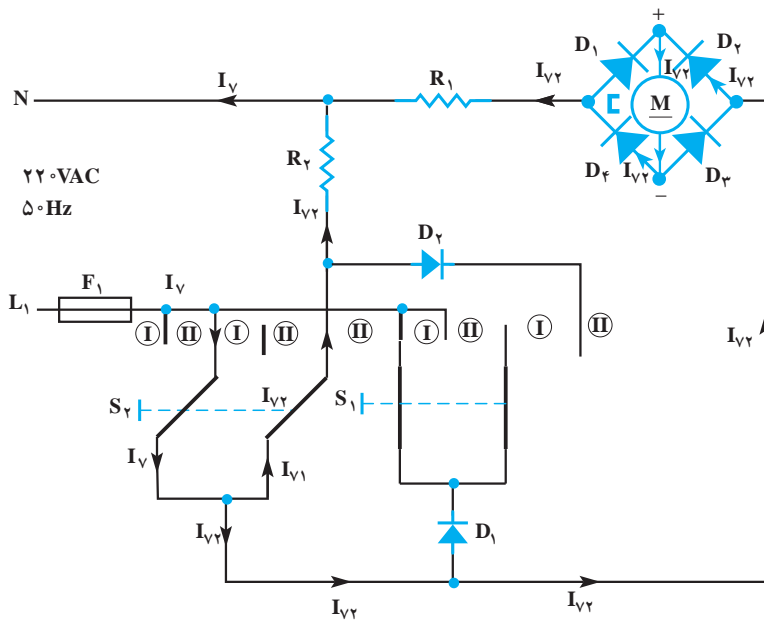 +
D۱ D۲
I۷ I۷۲ R۱ I۷۲ I۷۲
N M
R۲ D۴ I۷۲ D۳
۲۲۰VAC
−
۵۰Hz I۷۲
D۲
F۱ I۷
L۱
I II I II II I II I II
I۷۲
S۲ I۷۲ S۱
I۷ I۷۱
I۷۲ D۱
I۷۲ I۷۲